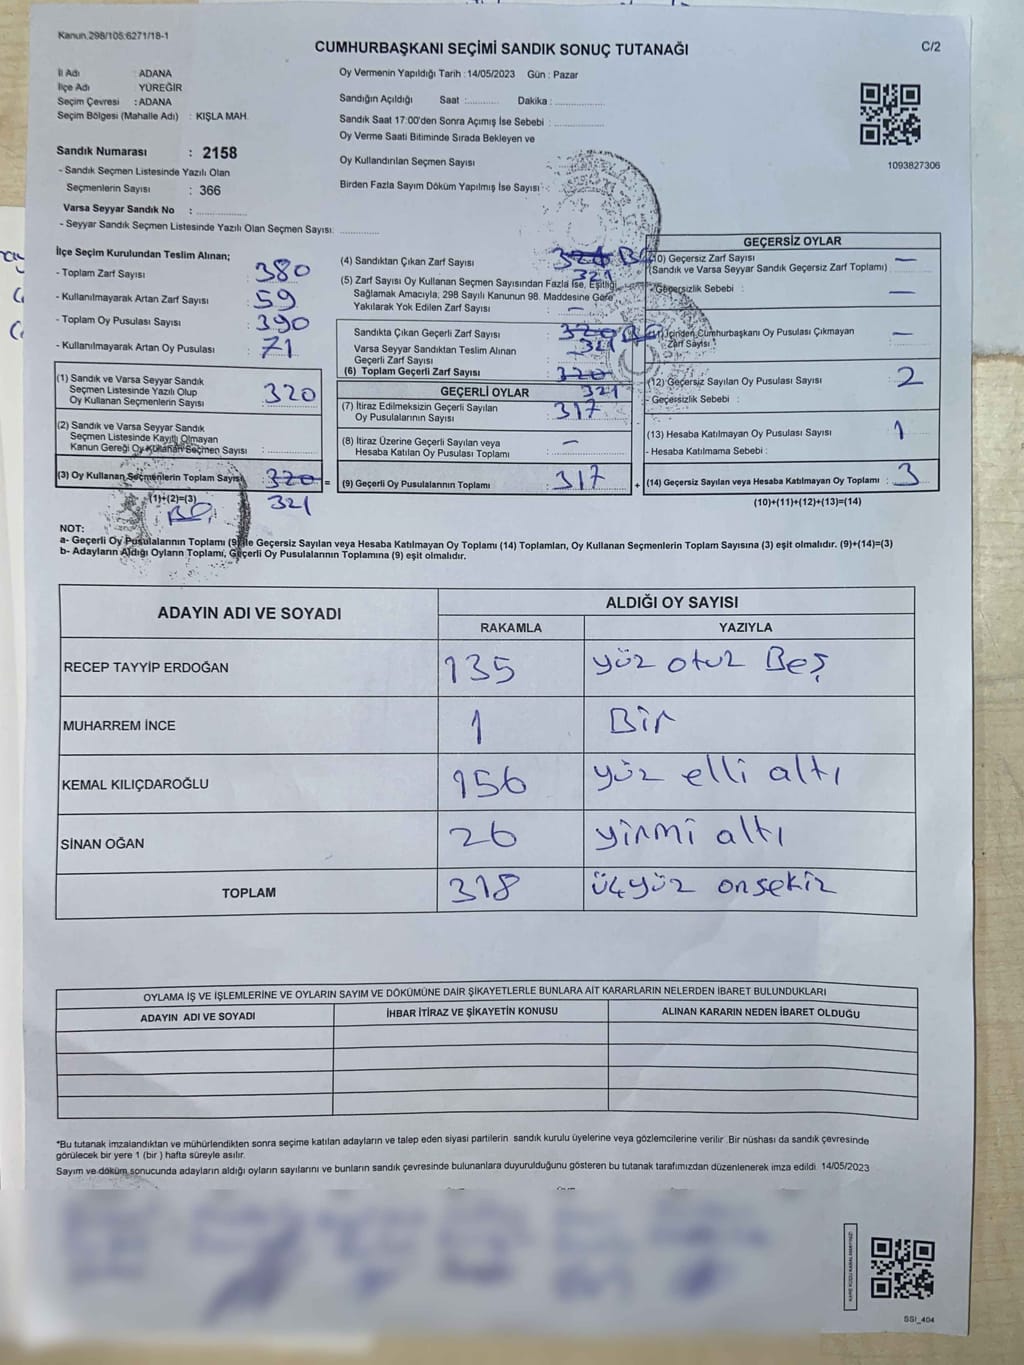 Kanun.298/105:6271/18-1
CUMHURBAŞKANI SEÇİMİ SANDIK SONUÇ TUTANAĞI
C/2
İl Adı : ADANA
İlçe Adı YÜREĞİR
Seçim Çevresi : ADANA
Seçim Bölgesi (Mahalle Adı) : KIŞLA MAH.
Oy Vermenin Yapıldığı Tarih : 14/05/2023 Gün : Pazar
Sandığın Açıldığı Saat :........... Dakika : ...................
Sandık Saat 17:00'den Sonra Açımış İse Sebebi : ...................
Oy Verme Saati Bitiminde Sırada Bekleyen ve
Oy Kullandırılan Seçmen Sayısı
Birden Fazla Sayım Döküm Yapılmış İse Sayısı :
1093827306
Sandık Numarası : 2158
- Sandık Seçmen Listesinde Yazılı Olan
Seçmenlerin Sayısı : 366
Varsa Seyyar Sandık No : ..................
- Seyyar Sandık Seçmen Listesinde Yazılı Olan Seçmen Sayısı: ..............
İlçe Seçim Kurulundan Teslim Alınan;
- Toplam Zarf Sayısı : 380
- Kullanılmayarak Artan Zarf Sayısı : 59
- Toplam Oy Pusulası Sayısı : 390
- Kullanılmayarak Artan Oy Pusulası : 71
(1) Sandık ve Varsa Seyyar Sandık
Seçmen Listesinde Yazılı Olup
Oy Kullanan Seçmenlerin Sayısı : 320
(2) Sandık ve Varsa Seyyar Sandık
Seçmen Listesinde Kayıtlı Olmayan
Kanun Gereği Oy Kullanan Seçmen Sayısı :
(3) Oy Kullanan Seçmenlerin Toplam Sayısı : 320 =
(1)+(2)=(3) 321
(4) Sandıktan Çıkan Zarf Sayısı
321
(5) Zarf Sayısı Oy Kullanan Seçmen Sayısından Fazla İse, Eşitliği
Sağlamak Amacıyla, 298 Sayılı Kanunun 98. Maddesine Göre
Yakılarak Yok Edilen Zarf Sayısı : —
Sandıkta Çıkan Geçerli Zarf Sayısı 320
Varsa Seyyar Sandıktan Teslim Alınan 321
Geçerli Zarf Sayısı
(6) Toplam Geçerli Zarf Sayısı 320
GEÇERLİ OYLAR 321
(7) İtiraz Edilmeksizin Geçerli Sayılan 317
Oy Pusulalarının Sayısı
(8) İtiraz Üzerine Geçerli Sayılan veya —
Hesaba Katılan Oy Pusulası Toplamı
(9) Geçerli Oy Pusulalarının Toplamı : 317 +
GEÇERSİZ OYLAR
(10) Geçersiz Zarf Sayısı —
(Sandık ve Varsa Seyyar Sandık Geçersiz Zarf Toplamı)
- Geçersizlik Sebebi : —
(11) İçinden Cumhurbaşkanı Oy Pusulası Çıkmayan —
Zarf Sayısı
(12) Geçersiz Sayılan Oy Pusulası Sayısı 2
- Geçersizlik Sebebi :
(13) Hesaba Katılmayan Oy Pusulası Sayısı 1
- Hesaba Katılmama Sebebi :
(14) Geçersiz Sayılan veya Hesaba Katılmayan Oy Toplamı : 3
(10)+(11)+(12)+(13)=(14)
NOT:
a- Geçerli Oy Pusulalarının Toplamı (9) ile Geçersiz Sayılan veya Hesaba Katılmayan Oy Toplamı (14) Toplamları, Oy Kullanan Seçmenlerin Toplam Sayısına (3) eşit olmalıdır. (9)+(14)=(3)
b- Adayların Aldığı Oyların Toplamı, Geçerli Oy Pusulalarının Toplamına (9) eşit olmalıdır.
ADAYIN ADI VE SOYADI ALDIĞI OY SAYISI
RAKAMLA YAZIYLA
RECEP TAYYİP ERDOĞAN 135 yüz otuz Beş
MUHARREM İNCE 1 Bir
KEMAL KILIÇDAROĞLU 156 yüz elli altı
SİNAN OĞAN 26 yirmi altı
TOPLAM 318 üçyüz onsekiz
OYLAMA İŞ VE İŞLEMLERİNE VE OYLARIN SAYIM VE DÖKÜMÜNE DAİR ŞİKAYETLERLE BUNLARA AİT KARARLARIN NELERDEN İBARET BULUNDUKLARI
ADAYIN ADI VE SOYADI İHBAR İTİRAZ VE ŞİKAYETİN KONUSU ALINAN KARARIN NEDEN İBARET OLDUĞU
*Bu tutanak imzalandıktan ve mühürlendikten sonra seçime katılan adayların ve talep eden siyasi partilerin sandık kurulu üyelerine veya gözlemcilerine verilir .Bir nüshası da sandık çevresinde
görülecek bir yere 1 (bir ) hafta süreyle asılır.
Sayım ve döküm sonucunda adayların aldığı oyların sayılarını ve bunların sandık çevresinde bulunanlara duyurulduğunu gösteren bu tutanak tarafımızdan düzenlenerek imza edildi. 14/05/2023
SSI_404